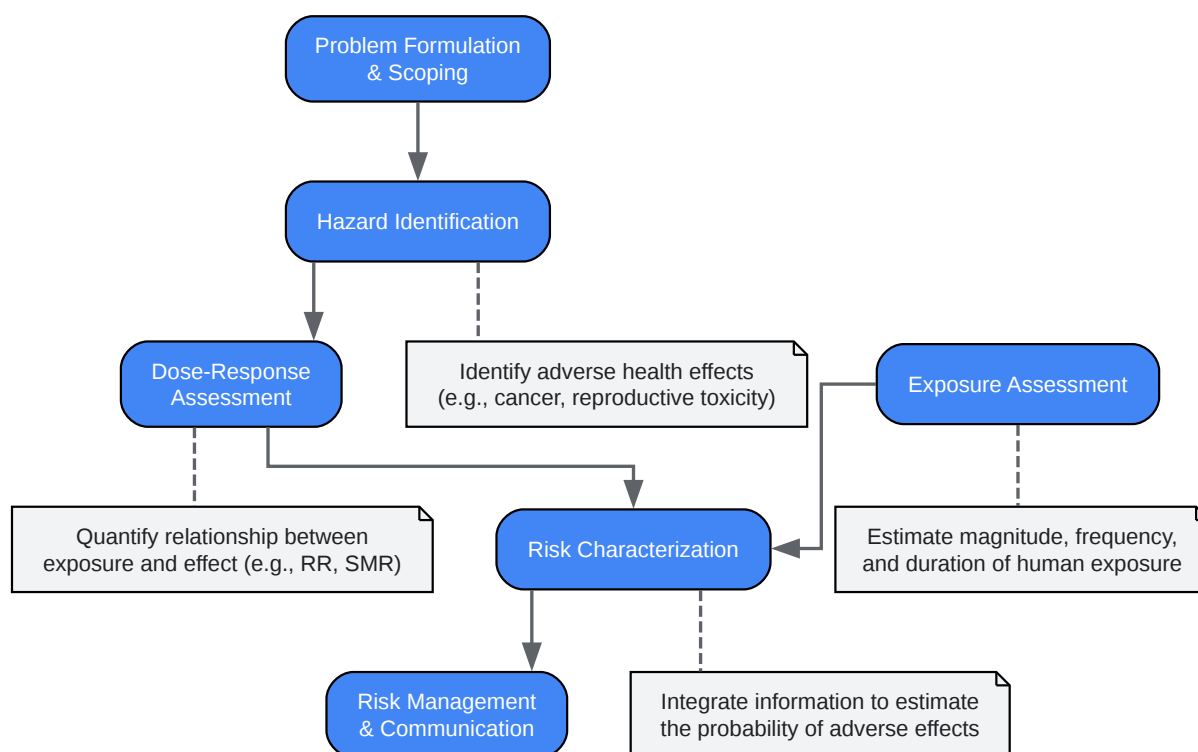 Problem Formulation
& Scoping
Hazard Identification
Dose-Response
Assessment
Identify adverse health effects
(e.g., cancer, reproductive toxicity)
Exposure Assessment
Quantify relationship between
exposure and effect (e.g., RR, SMR)
Risk Characterization
Estimate magnitude, frequency,
and duration of human exposure
Risk Management
& Communication
Integrate information to estimate
the probability of adverse effects